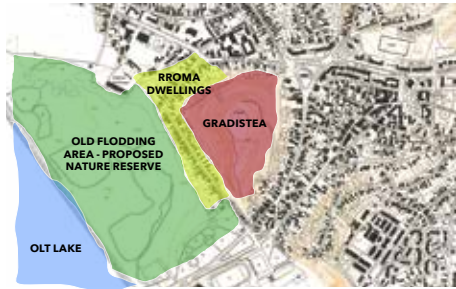 RROMA
DWELLINGS
GRADISTEA
OLD FLODDING
AREA - PROPOSED
NATURE RESERVE
OLT LAKE